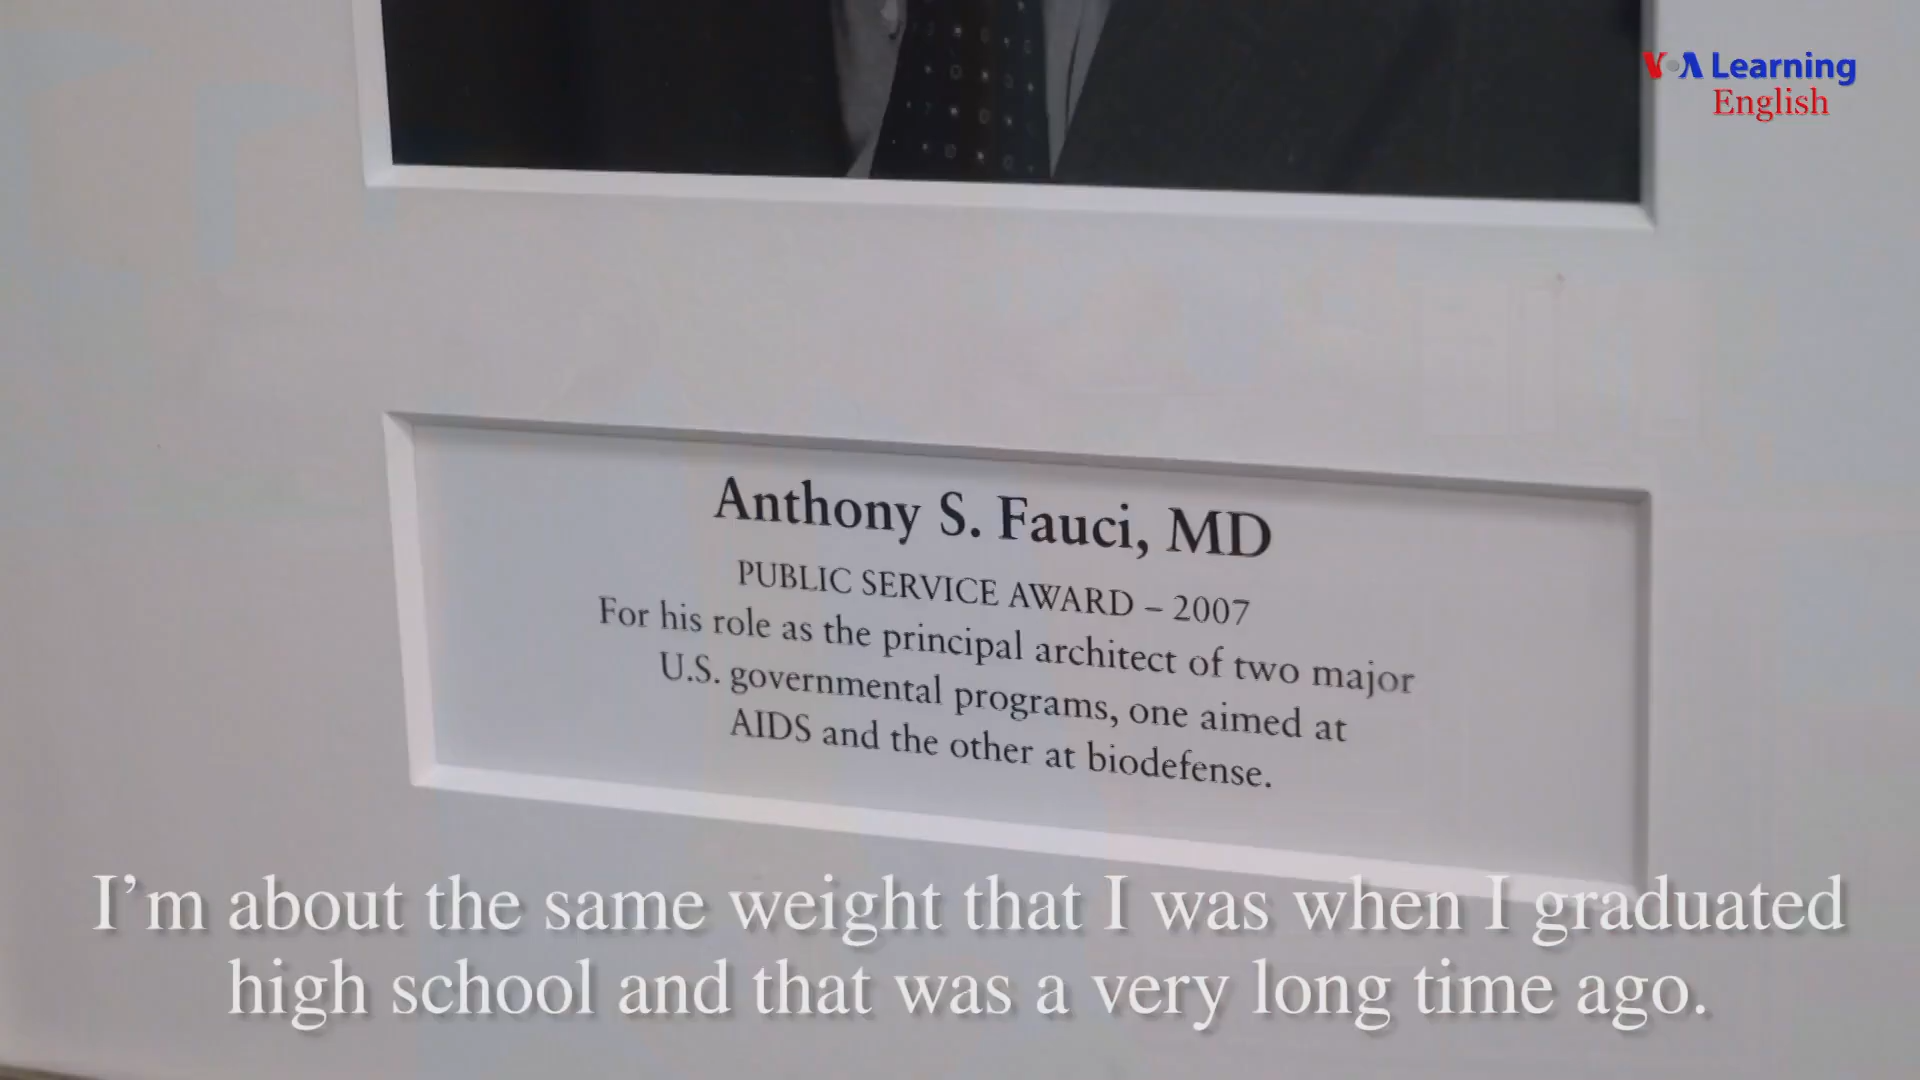 VOA Learning
English
Anthony S. Fauci, MD
PUBLIC SERVICE AWARD – 2007
For his role as the principal architect of two major
U.S. governmental programs, one aimed at
AIDS and the other at biodefense.
I'm about the same weight that I was when I graduated
high school and that was a very long time ago.